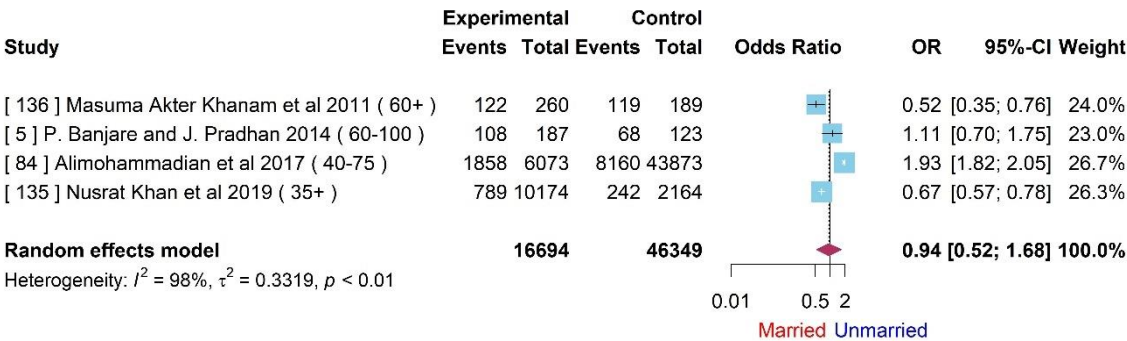 Experimental Control
Study Events Total Events Total Odds Ratio OR 95%-CI Weight
[ 136 ] Masuma Akter Khanam et al 2011 ( 60+ ) 122 260 119 189 0.52 [0.35; 0.76] 24.0%
[ 5 ] P. Banjare and J. Pradhan 2014 ( 60-100 ) 108 187 68 123 1.11 [0.70; 1.75] 23.0%
[ 84 ] Alimohammadian et al 2017 ( 40-75 ) 1858 6073 8160 43873 1.93 [1.82; 2.05] 26.7%
[ 135 ] Nusrat Khan et al 2019 ( 35+ ) 789 10174 242 2164 0.67 [0.57; 0.78] 26.3%
Random effects model 16694 46349 0.94 [0.52; 1.68] 100.0%
Heterogeneity: I² = 98%, τ² = 0.3319, p < 0.01
0.01 0.5 2
Married Unmarried